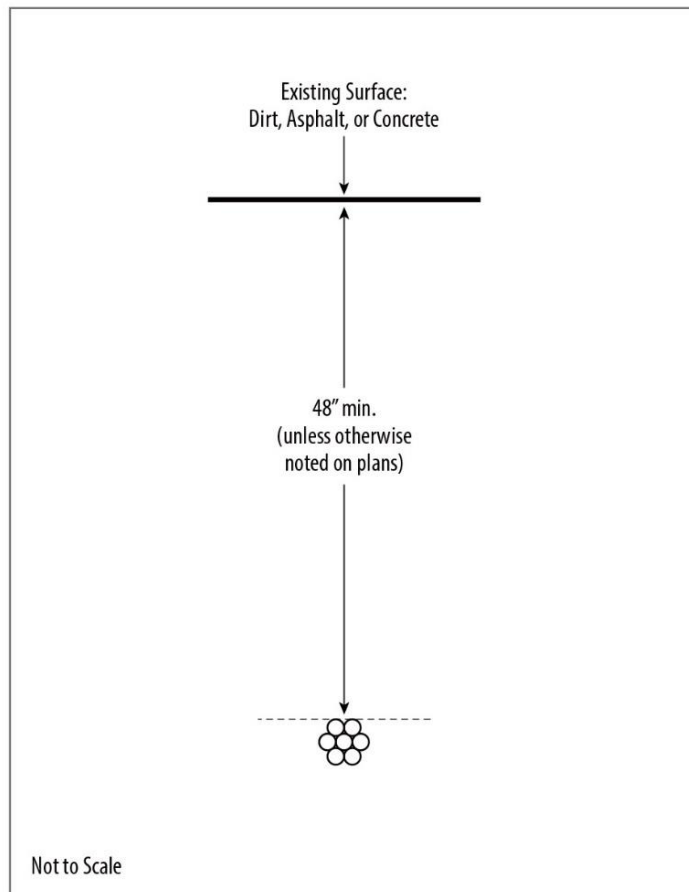 Existing Surface:
Dirt, Asphalt, or Concrete
48” min.
(unless otherwise
noted on plans)
Not to Scale